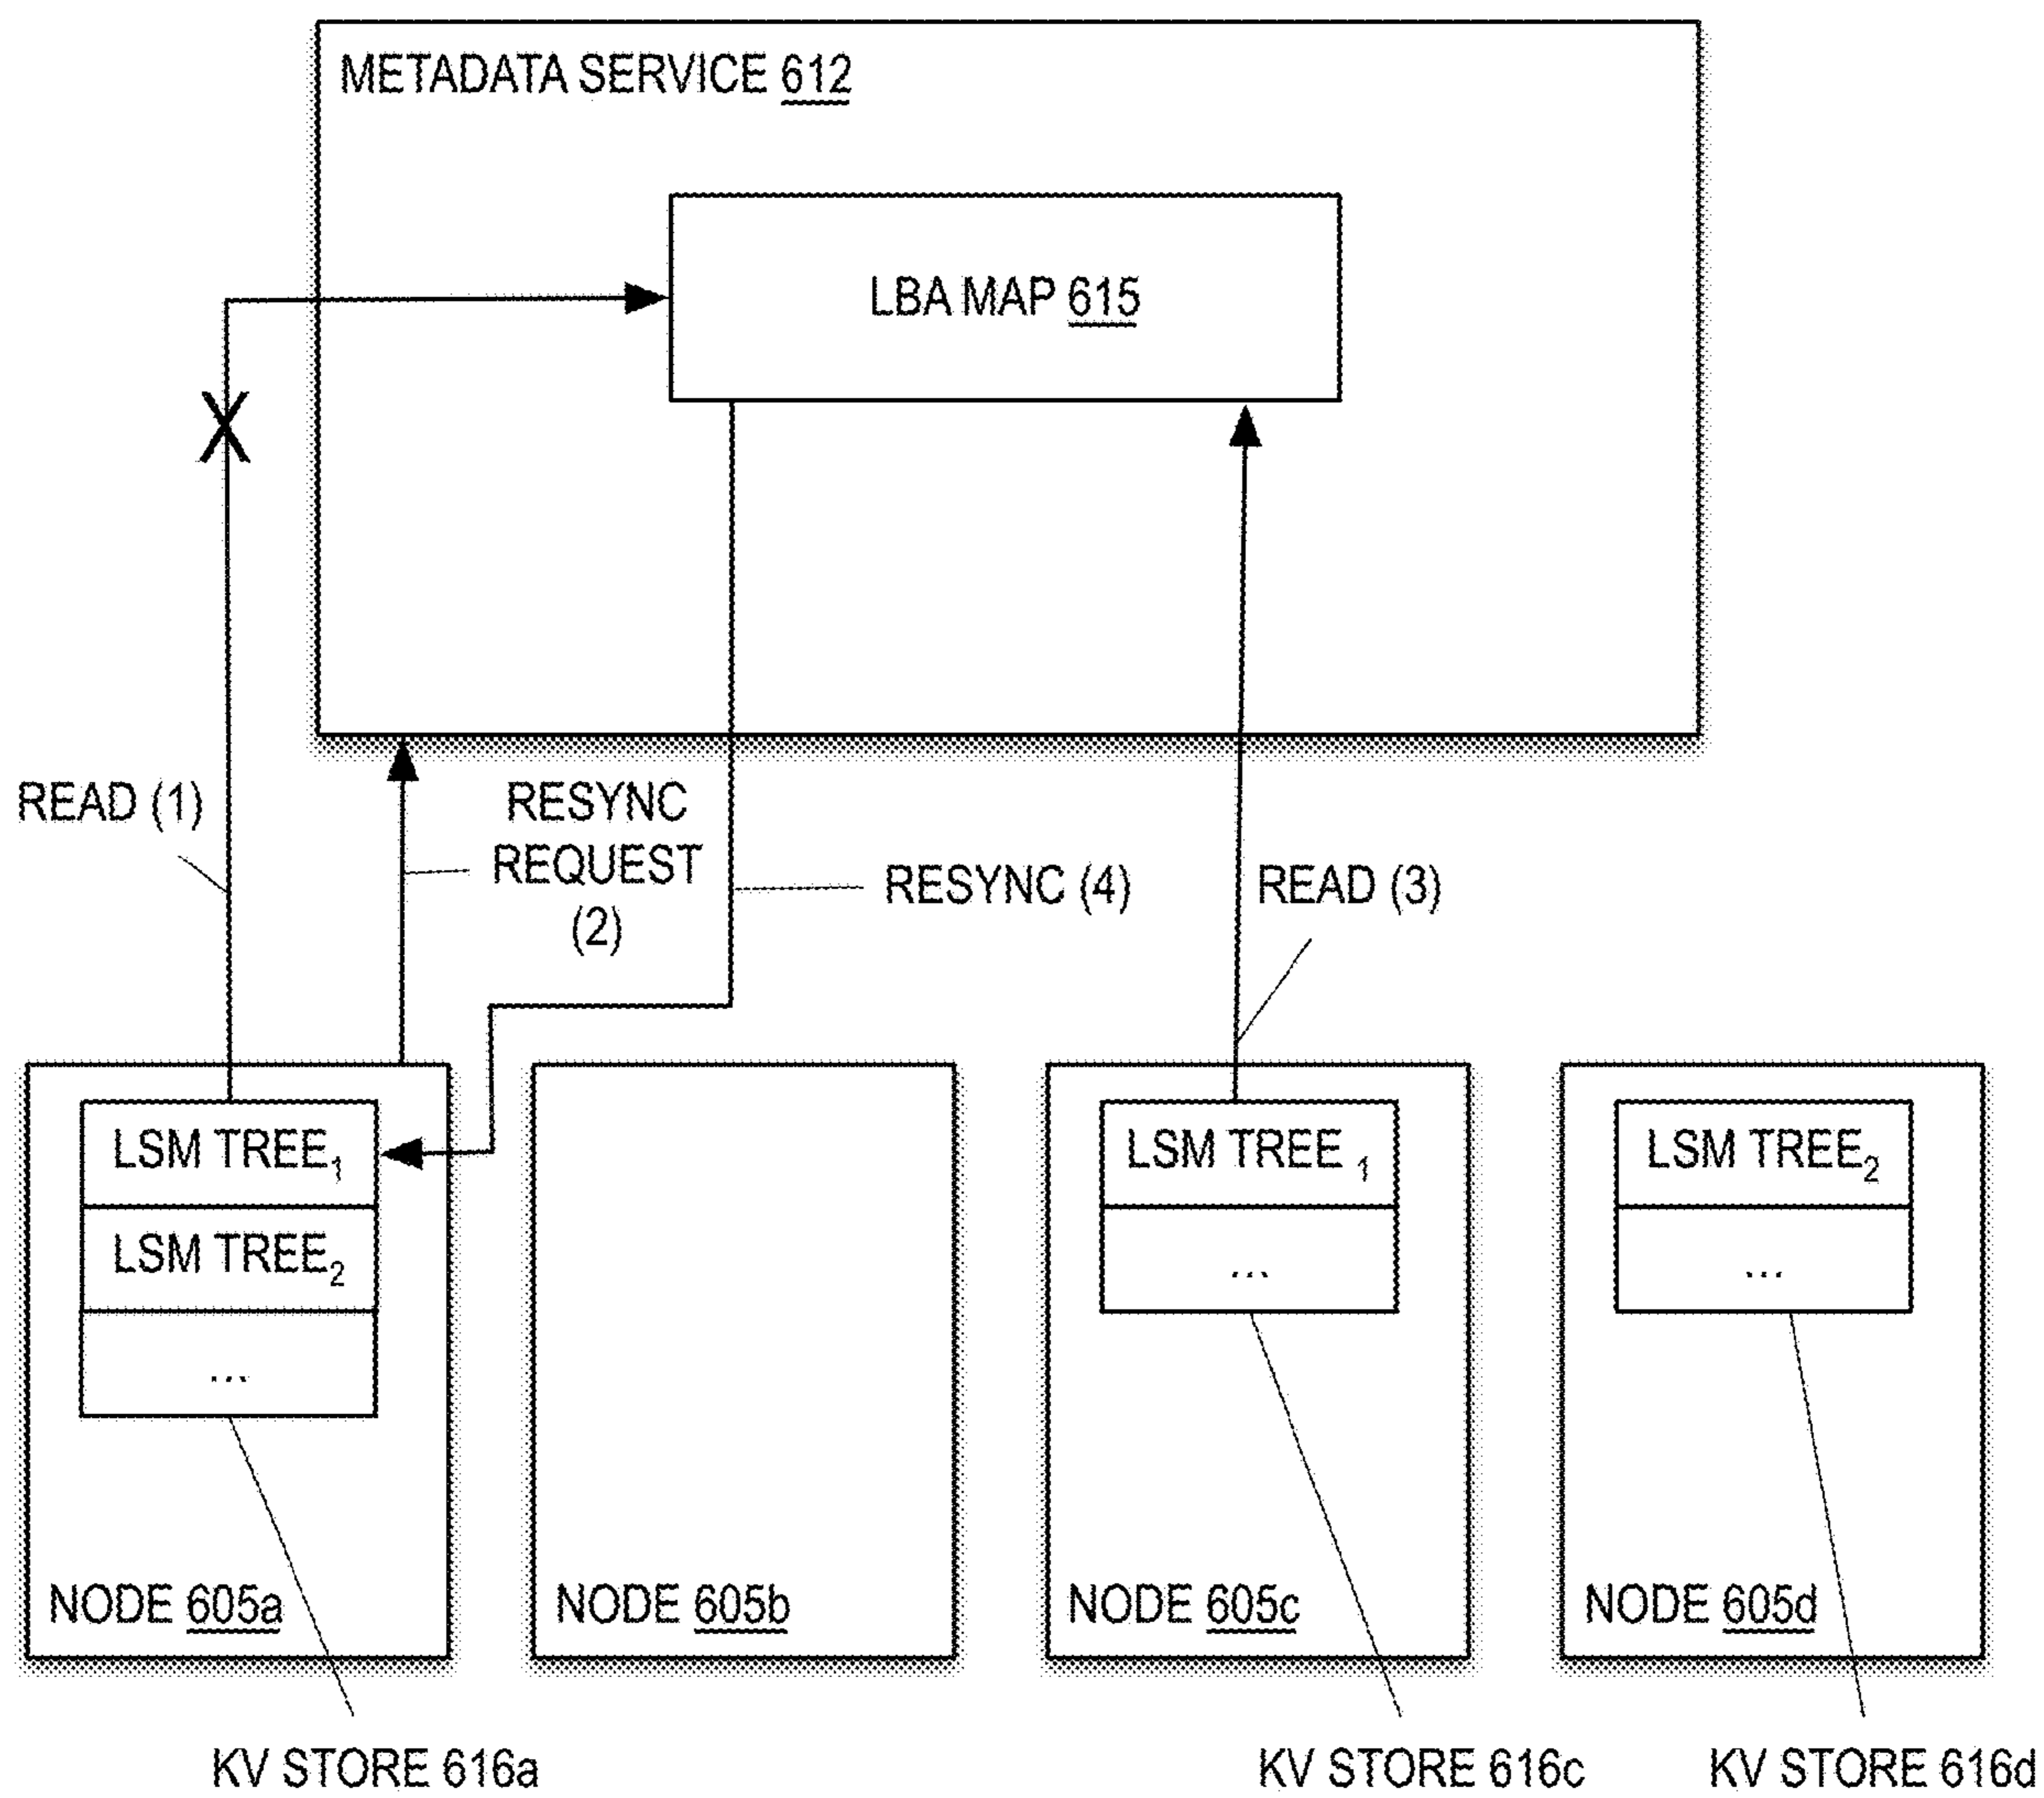 METADATA SERVICE 612
LBA MAP 615
X
READ (1)
RESYNC
REQUEST
(2)
RESYNC (4)
READ (3)
LSM TREE₁
LSM TREE₂
...
NODE 605a
NODE 605b
LSM TREE ₁
...
NODE 605c
LSM TREE₂
...
NODE 605d
KV STORE 616a
KV STORE 616c
KV STORE 616d